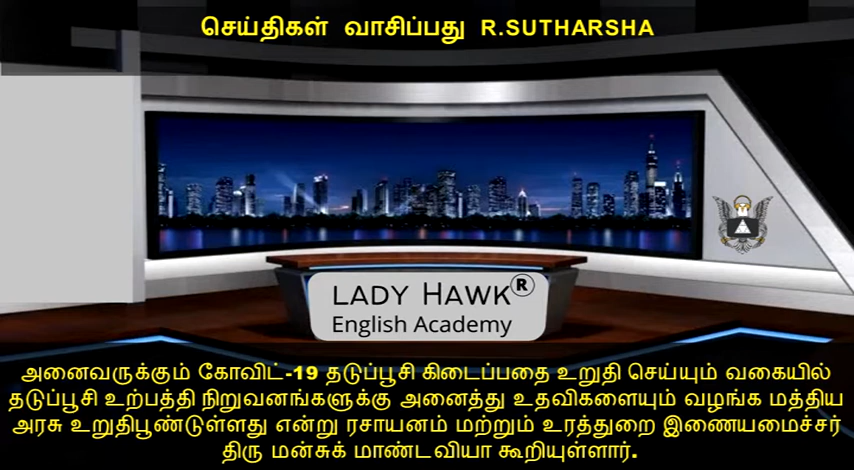 செய்திகள் வாசிப்பது R.SUTHARSHA
LADY HAWK®
English Academy
அனைவருக்கும் கோவிட்-19 தடுப்பூசி கிடைப்பதை உறுதி செய்யும் வகையில்
தடுப்பூசி உற்பத்தி நிறுவனங்களுக்கு அனைத்து உதவிகளையும் வழங்க மத்திய
அரசு உறுதிபூண்டுள்ளது என்று ரசாயனம் மற்றும் உரத்துறை இணையமைச்சர்
திரு மன்சுக் மாண்டவியா கூறியுள்ளார்.